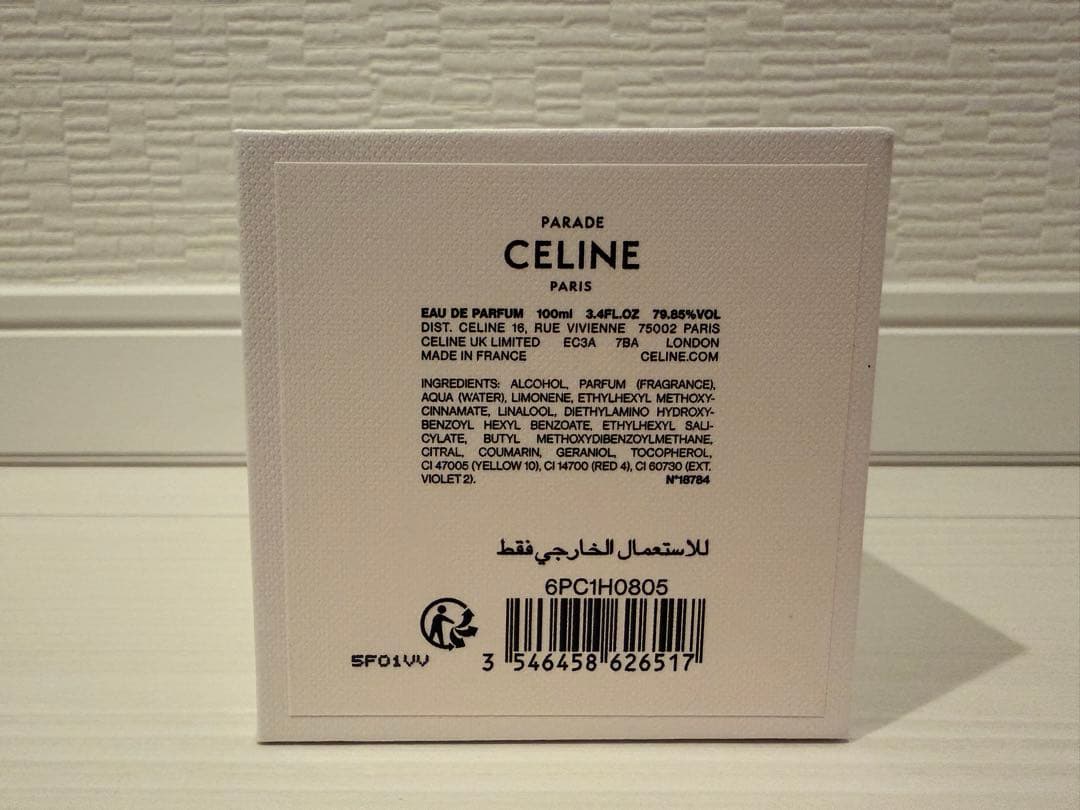 PARADE
CELINE
PARIS
EAU DE PARFUM 100ml 3.4FL.OZ 79.85%VOL
DIST. CELINE 16, RUE VIVIENNE 75002 PARIS
CELINE UK LIMITED EC3A 7BA LONDON
MADE IN FRANCE CELINE.COM
INGREDIENTS: ALCOHOL, PARFUM (FRAGRANCE),
AQUA (WATER), LIMONENE, ETHYLHEXYL METHOXY-
CINNAMATE, LINALOOL, DIETHYLAMINO HYDROXY-
BENZOYL HEXYL BENZOATE, ETHYLHEXYL SALI-
CYLATE, BUTYL METHOXYDIBENZOYLMETHANE,
CITRAL, COUMARIN, GERANIOL, TOCOPHEROL,
CI 47005 (YELLOW 10), CI 14700 (RED 4), CI 60730 (EXT.
VIOLET 2). N°18784
للاستعمال الخارجي فقط
6PC1H0805
5F01VV
3 546458 626517